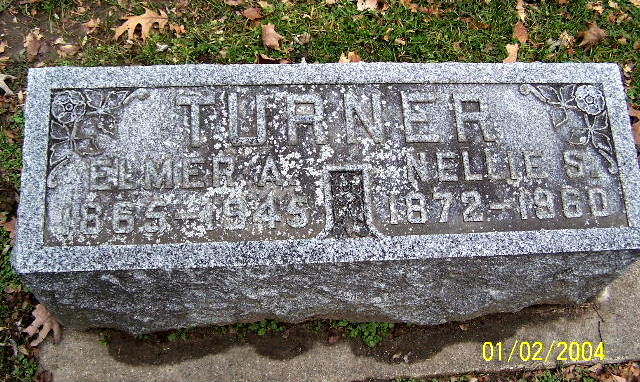 TURNER
ELMER A. NELLIE S.
1865-1945 1872-1960
01/02/2004